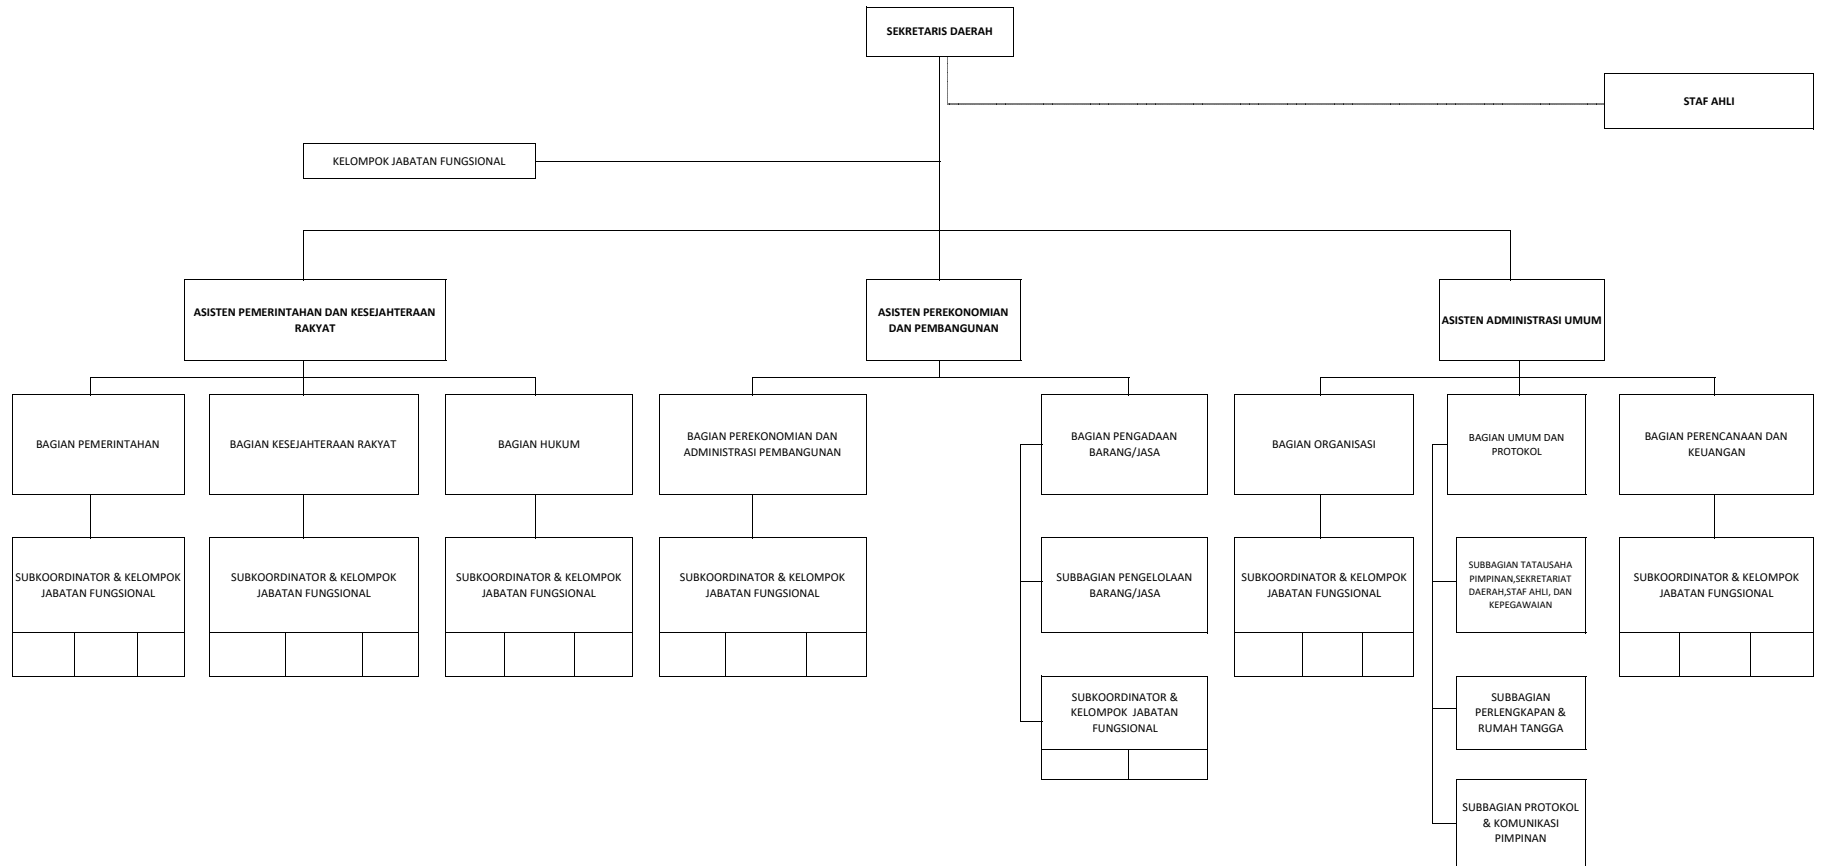 SEKRETARIS DAERAH
STAF AHLI
KELOMPOK JABATAN FUNGSIONAL
ASISTEN PEMERINTAHAN DAN KESEJAHTERAAN
RAKYAT
ASISTEN PEREKONOMIAN
DAN PEMBANGUNAN
ASISTEN ADMINISTRASI UMUM
BAGIAN PEMERINTAHAN
BAGIAN KESEJAHTERAAN RAKYAT
BAGIAN HUKUM
BAGIAN PEREKONOMIAN DAN
ADMINISTRASI PEMBANGUNAN
BAGIAN PENGADAAN
BARANG/JASA
BAGIAN ORGANISASI
BAGIAN UMUM DAN
PROTOKOL
BAGIAN PERENCANAAN DAN
KEUANGAN
SUBKOORDINATOR & KELOMPOK
JABATAN FUNGSIONAL
SUBKOORDINATOR & KELOMPOK
JABATAN FUNGSIONAL
SUBKOORDINATOR & KELOMPOK
JABATAN FUNGSIONAL
SUBKOORDINATOR & KELOMPOK
JABATAN FUNGSIONAL
SUBBAGIAN PENGELOLAAN
BARANG/JASA
SUBKOORDINATOR & KELOMPOK
JABATAN FUNGSIONAL
SUBBAGIAN TATAUSAHA
PIMPINAN,SEKRETARIAT
DAERAH,STAF AHLI, DAN
KEPEGAWAIAN
SUBKOORDINATOR & KELOMPOK
JABATAN FUNGSIONAL
SUBKOORDINATOR &
KELOMPOK JABATAN
FUNGSIONAL
SUBBAGIAN
PERLENGKAPAN &
RUMAH TANGGA
SUBBAGIAN PROTOKOL
& KOMUNIKASI
PIMPINAN